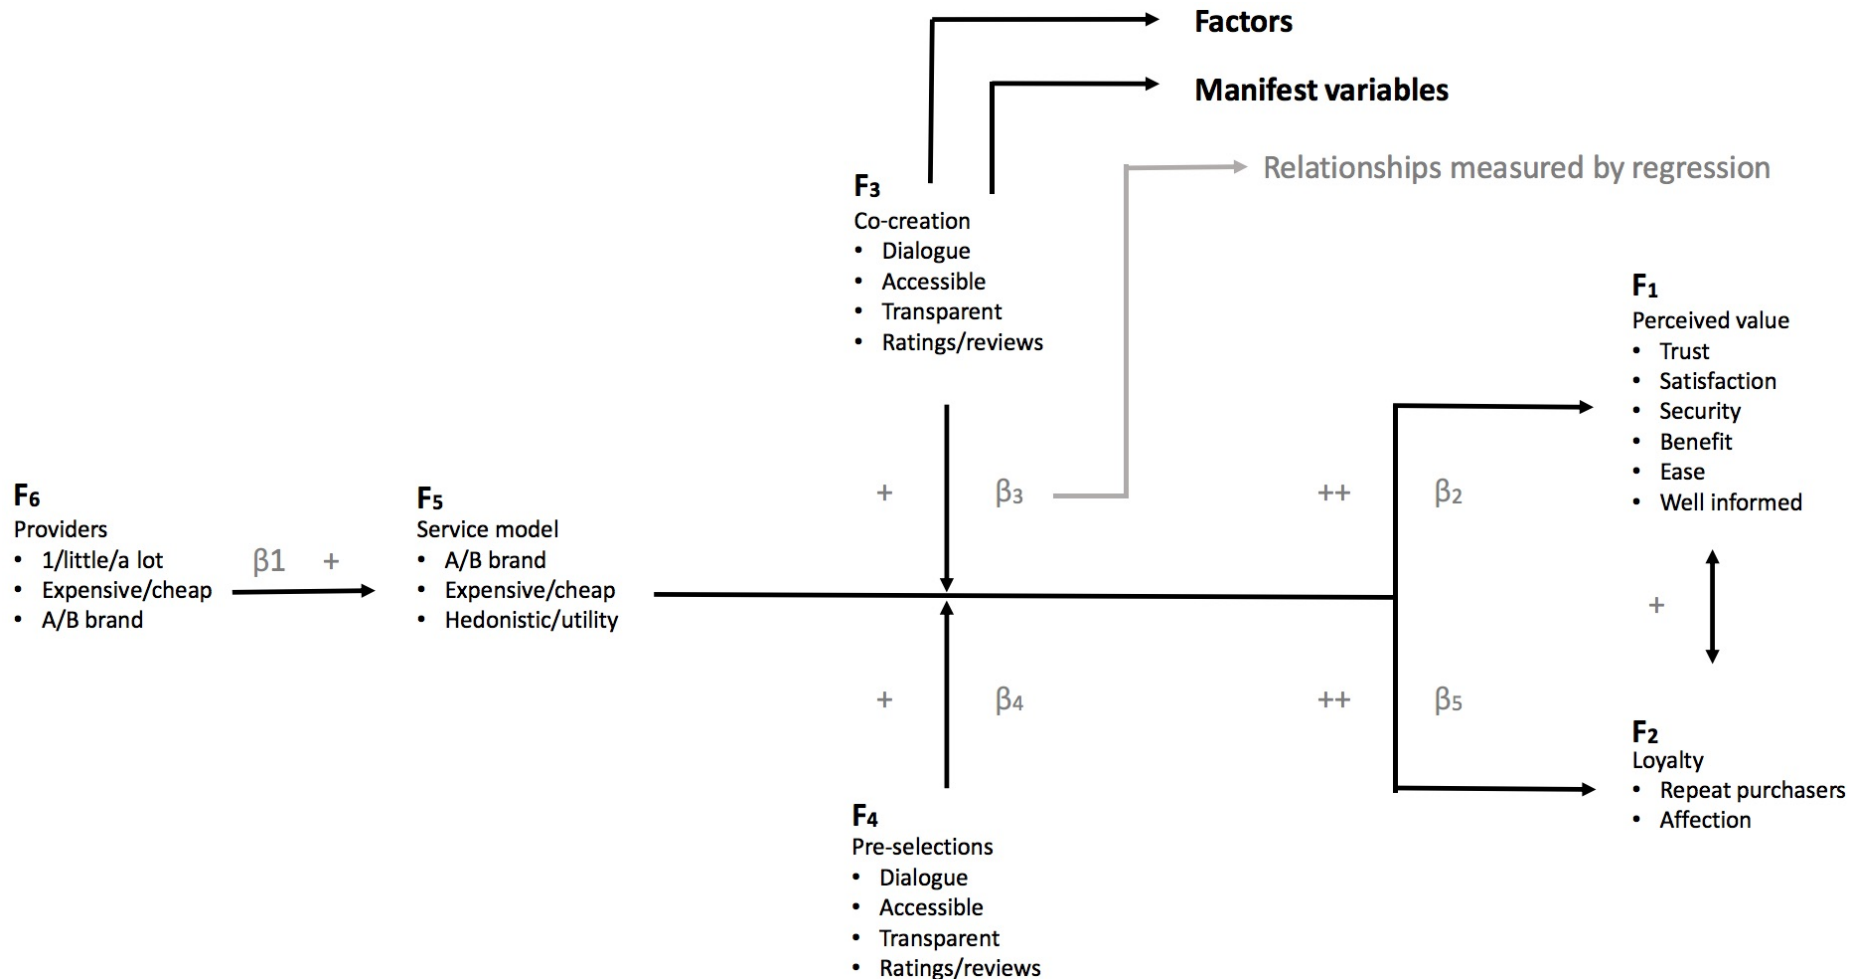 Factors
Manifest variables
Relationships measured by regression
F3
Co-creation
• Dialogue
• Accessible
• Transparent
• Ratings/reviews
F1
Perceived value
• Trust
• Satisfaction
• Security
• Benefit
• Ease
• Well informed
+ β3 ++ β2
F6
Providers
• 1/little/a lot
• Expensive/cheap
• A/B brand
β1 +
F5
Service model
• A/B brand
• Expensive/cheap
• Hedonistic/utility
+
+ β4 ++ β5
F2
Loyalty
• Repeat purchasers
• Affection
F4
Pre-selections
• Dialogue
• Accessible
• Transparent
• Ratings/reviews